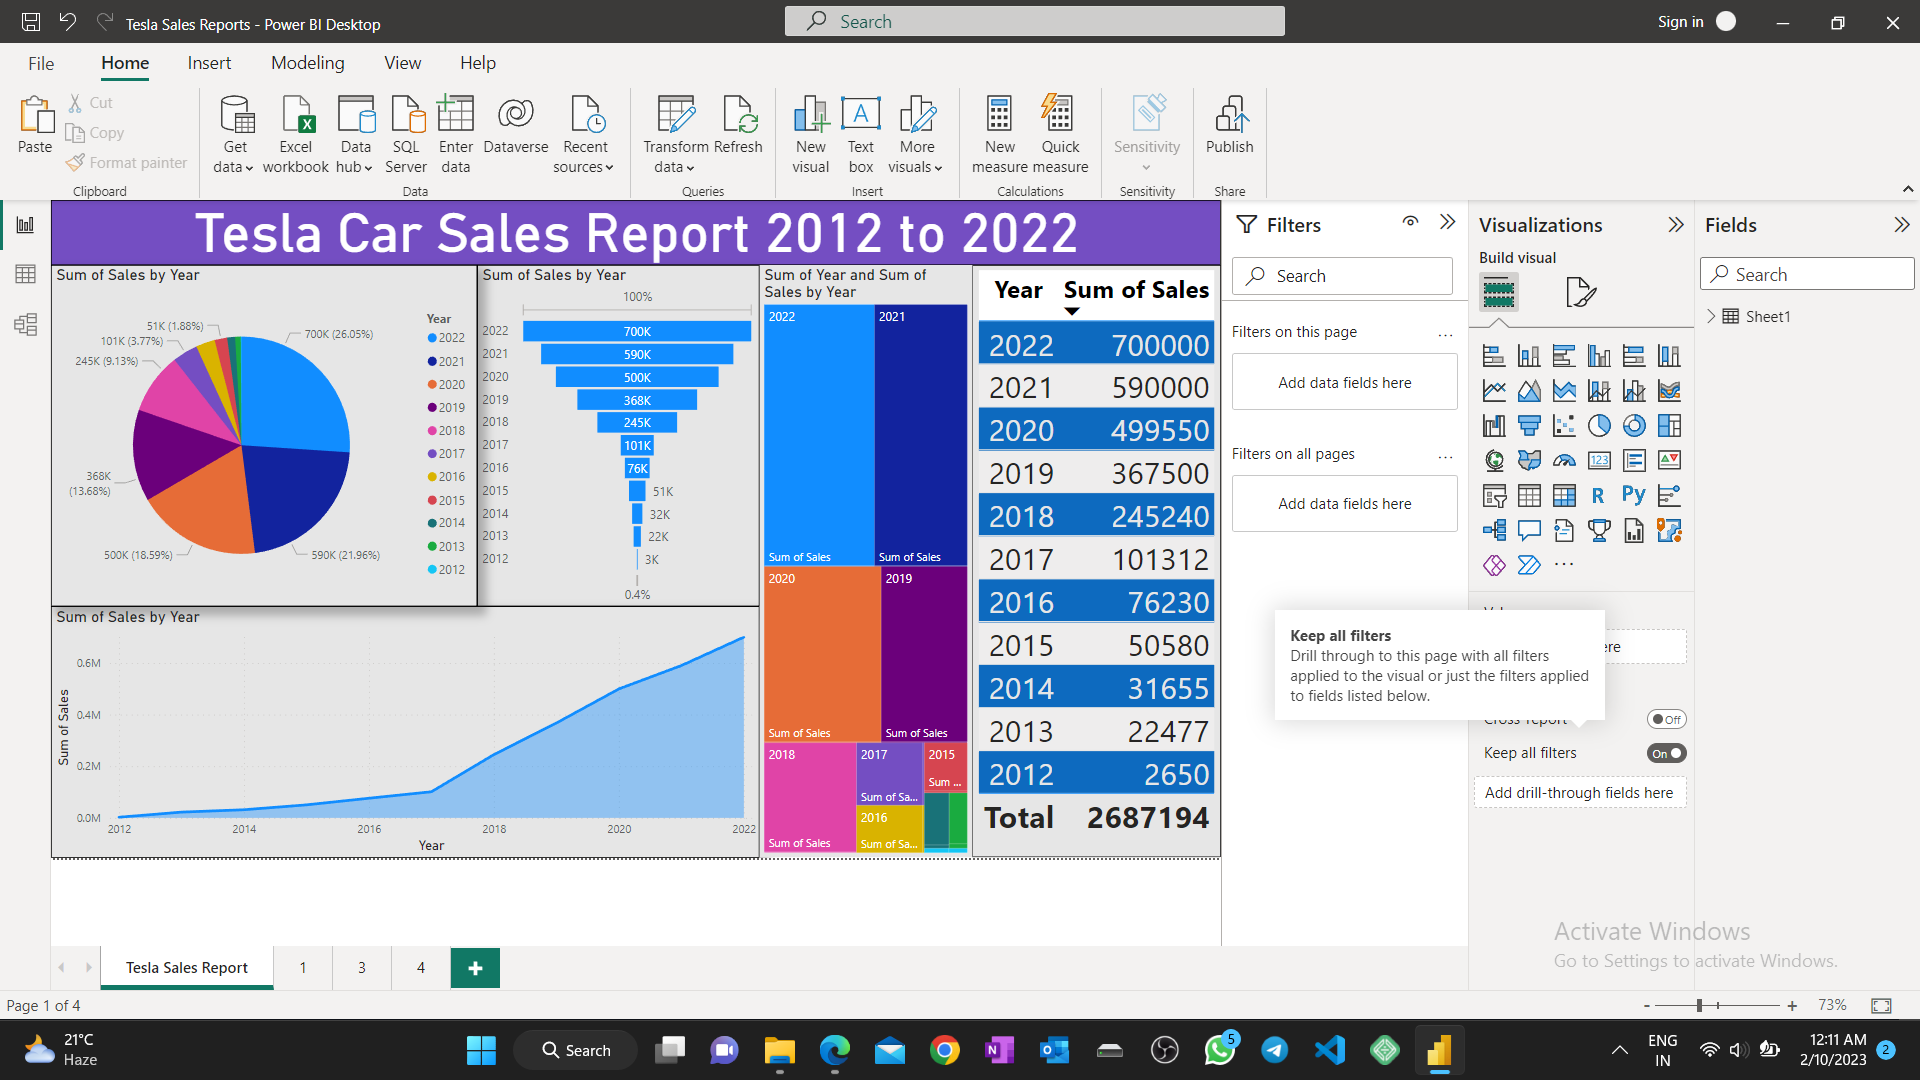 Tesla Sales Reports - Power BI Desktop
Search
Sign in
File
Home
Insert
Modeling
View
Help
Paste
Cut
Copy
Format painter
Clipboard
Get data
Excel workbook
Data hub
SQL Server
Enter data
Dataverse
Recent sources
Data
Transform data
Refresh
Queries
New visual
Text box
More visuals
Insert
New measure
Quick measure
Calculations
Sensitivity
Sensitivity
Publish
Share
Tesla Car Sales Report 2012 to 2022
Sum of Sales by Year
51K (1.88%)
101K (3.77%)
245K (9.13%)
368K
(13.68%)
500K (18.59%)
590K (21.96%)
700K (26.05%)
Year
2022
2021
2020
2019
2018
2017
2016
2015
2014
2013
2012
Sum of Sales by Year
100%
2022 700K
2021 590K
2020 500K
2019 368K
2018 245K
2017 101K
2016 76K
2015 51K
2014 32K
2013 22K
2012 3K
0.4%
Sum of Sales by Year
Sum of Sales
0.6M
0.4M
0.2M
0.0M
2012 2014 2016 2018 2020 2022
Year
Sum of Year and Sum of
Sales by Year
2022
Sum of Sales
2021
Sum of Sales
2020
Sum of Sales
2019
Sum of Sales
2018
Sum of Sales
2017
Sum of Sa...
2016
Sum of Sa...
2015
Sum ...
Year Sum of Sales
2022 700000
2021 590000
2020 499550
2019 367500
2018 245240
2017 101312
2016 76230
2015 50580
2014 31655
2013 22477
2012 2650
Total 2687194
Filters
Search
Filters on this page ...
Add data fields here
Filters on all pages ...
Add data fields here
Visualizations
Build visual
123
R
Py
...
Keep all filters
Drill through to this page with all filters
applied to the visual or just the filters applied
to fields listed below.
Off
Keep all filters On
Add drill-through fields here
Fields
Search
Sheet1
Activate Windows
Go to Settings to activate Windows.
Tesla Sales Report
1
3
4
+
Page 1 of 4
- + 73%
21°C
Haze
Search
5
ENG
IN
12:11 AM
2/10/2023
2